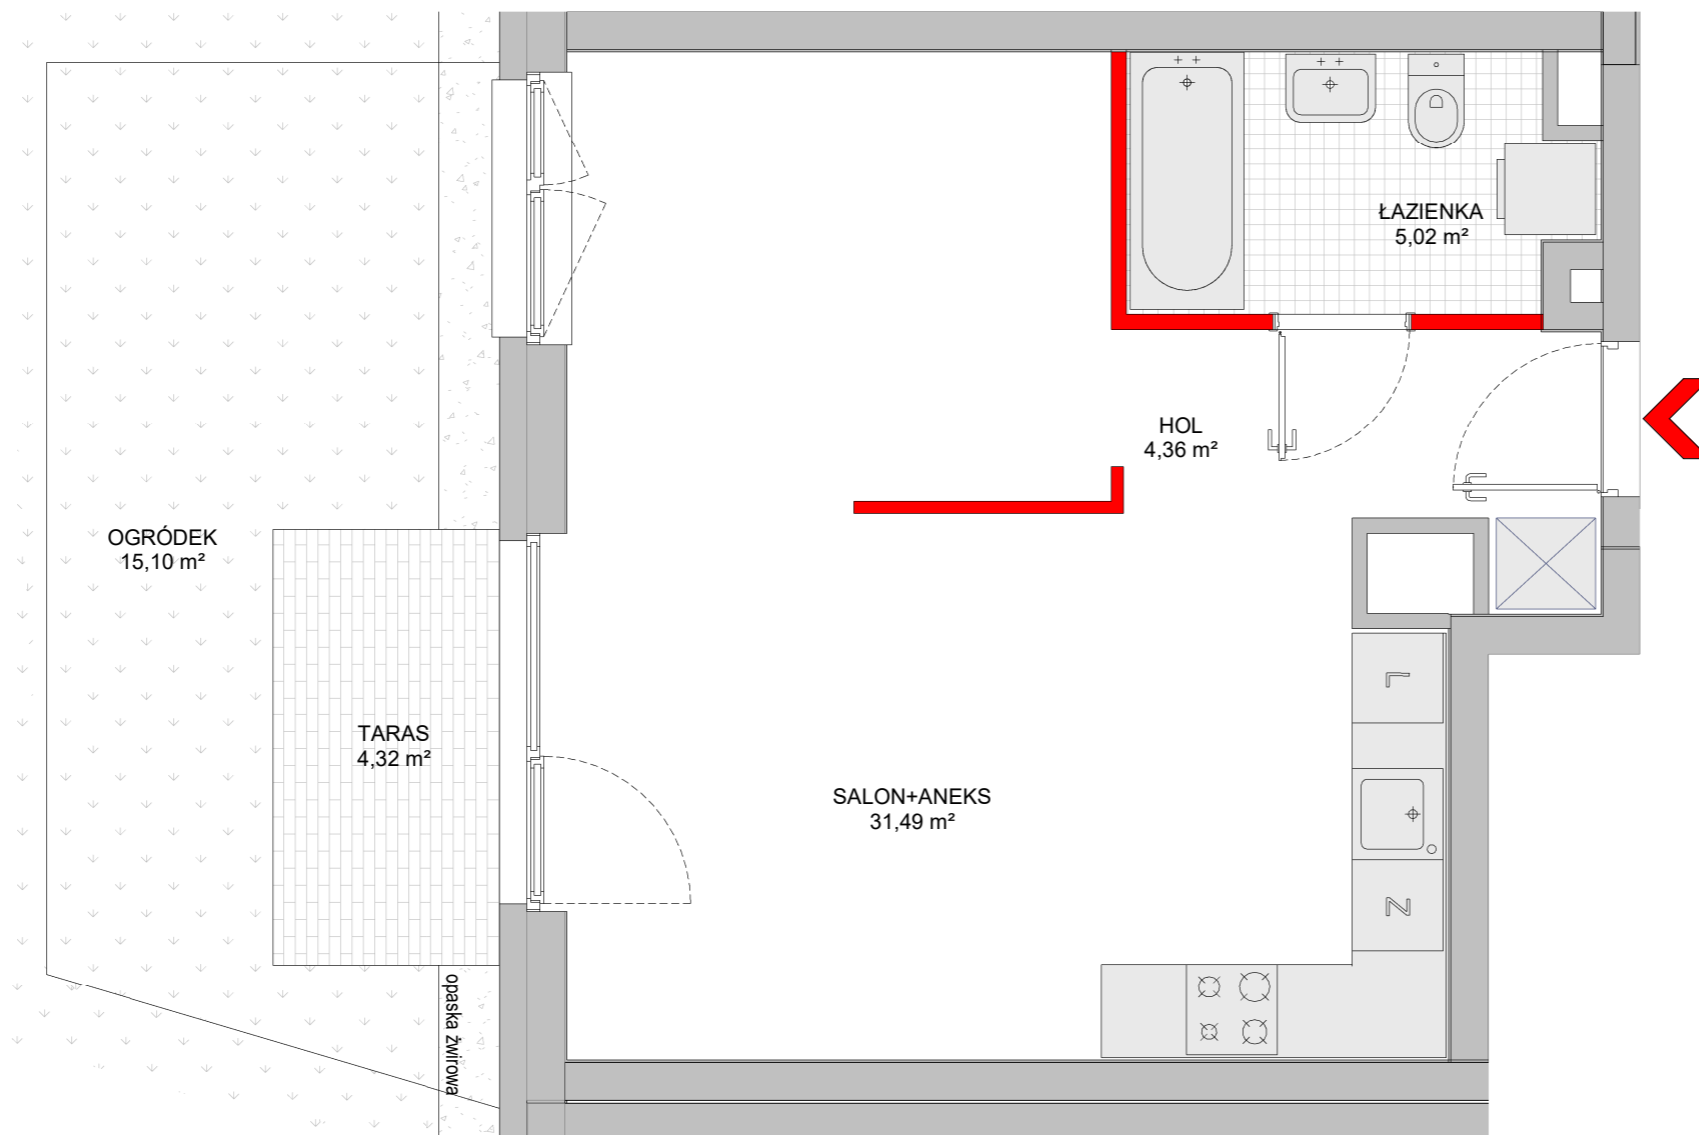 ŁAZIENKA
5,02 m²
HOL
4,36 m²
OGRÓDEK
15,10 m²
TARAS
4,32 m²
SALON+ANEKS
31,49 m²
L
Z
opaska żwirowa